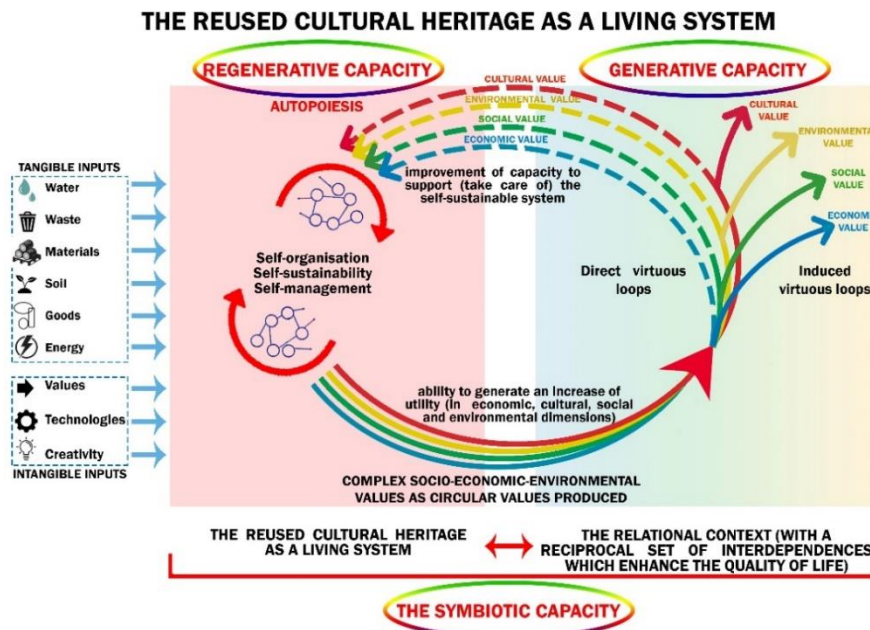 THE REUSED CULTURAL HERITAGE AS A LIVING SYSTEM
REGENERATIVE CAPACITY
GENERATIVE CAPACITY
AUTOPOIESIS
CULTURAL VALUE
ENVIRONMENTAL VALUE
SOCIAL VALUE
ECONOMIC VALUE
CULTURAL
VALUE
ENVIRONMENTAL
VALUE
SOCIAL
VALUE
ECONOMIC
VALUE
improvement of capacity to
support (take care of) the
self-sustainable system
TANGIBLE INPUTS
Water
Waste
Materials
Soil
Goods
Energy
Values
Technologies
Creativity
INTANGIBLE INPUTS
Self-organisation
Self-sustainability
Self-management
Direct virtuous
loops
Induced
virtuous loops
ability to generate an increase of
utility (in economic, cultural, social
and environmental dimensions)
COMPLEX SOCIO-ECONOMIC-ENVIRONMENTAL
VALUES AS CIRCULAR VALUES PRODUCED
THE REUSED CULTURAL HERITAGE
AS A LIVING SYSTEM
THE RELATIONAL CONTEXT (WITH A
RECIPROCAL SET OF INTERDEPENDENCES
WHICH ENHANCE THE QUALITY OF LIFE)
THE SYMBIOTIC CAPACITY